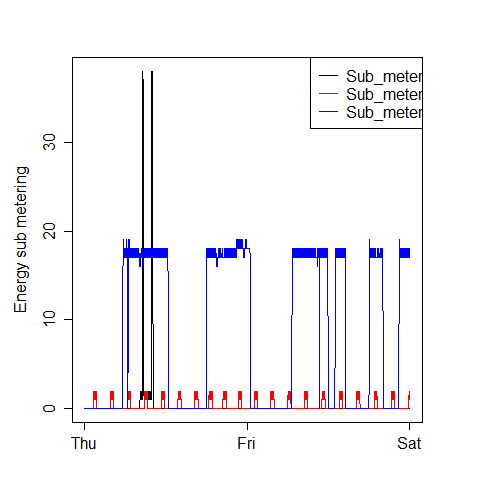 Sub_meter
Sub_meter
Sub_meter
Energy sub metering
30
20
10
0
Thu Fri Sat